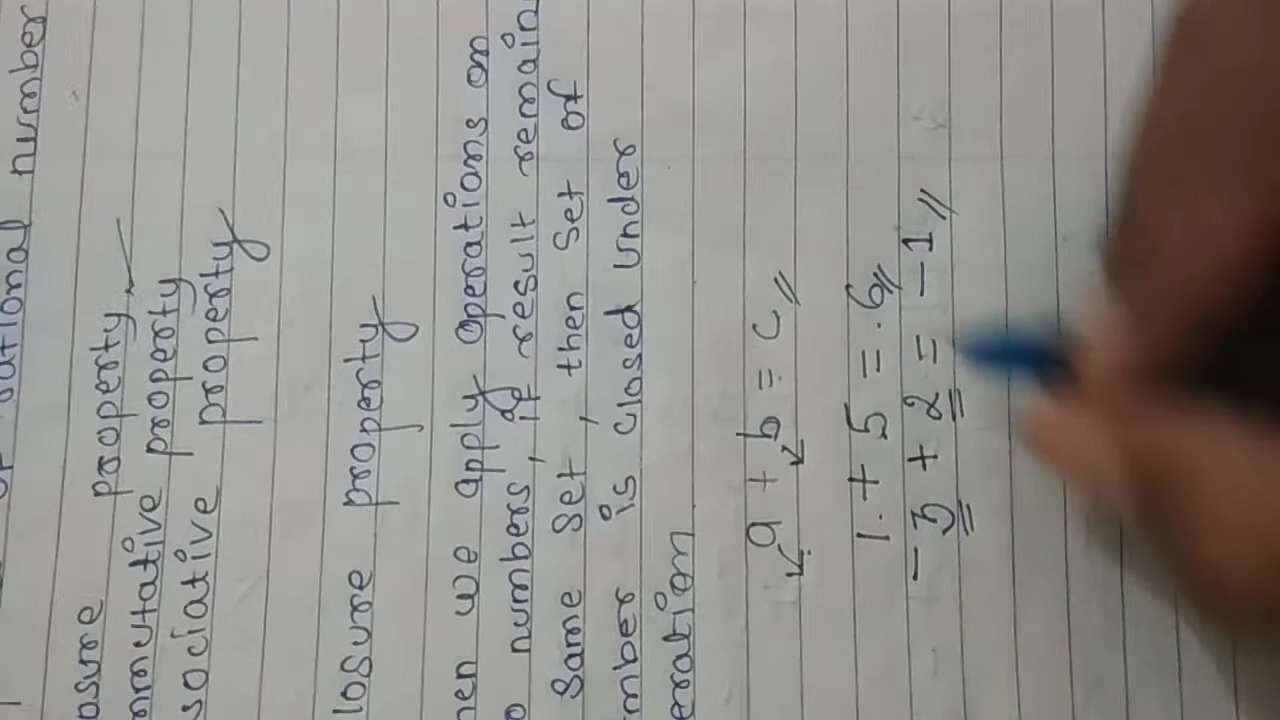 number
osure property
mmutative property
sociative property
losure property
hen we apply operations on
o numbers, if result remain
same set, then set of
mber is closed under
eration
a + b = c
1 + 5 = 6
-3 + 2 = -1